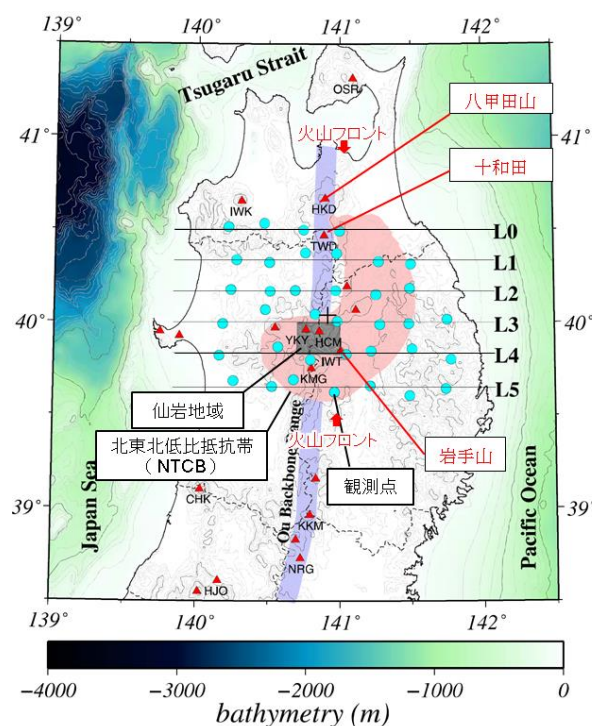 139°
140°
141°
142°
Tsugaru Strait
OSR
八甲田山
41°
41°
火山フロント
十和田
IWK
HKD
L0
TWD
L1
L2
40°
40°
L3
YKY
HCM
L4
IWT
KMG
L5
仙岩地域
北東北低比抵抗帯
(NTCB)
火山フロント
岩手山
観測点
Ou Backbone Range
Japan Sea
Pacific Ocean
39°
39°
CHK
KKM
NRG
HJO
139°
140°
141°
142°
-4000
-3000
-2000
-1000
0
bathymetry (m)